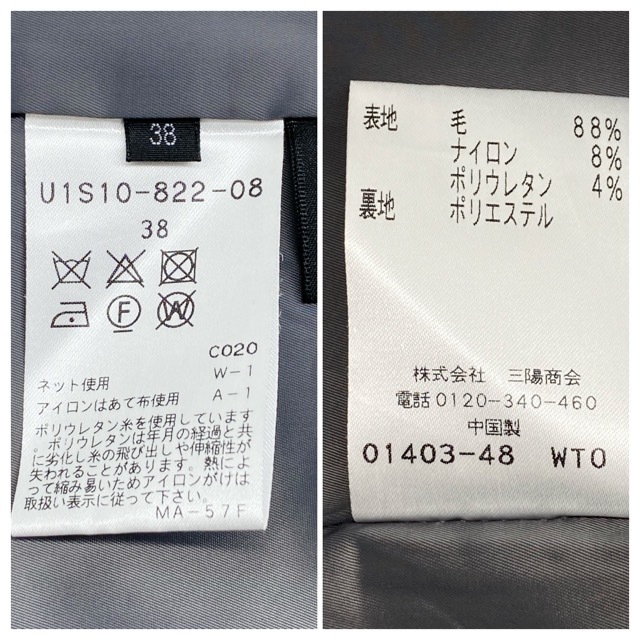 38
U1S10-822-08
38
F
W
C020
ネット使用 W-1
アイロンはあて布使用 A-1
ポリウレタン糸を使用しています
。ポリウレタンは年月の経過と共
に劣化し糸の飛び出しや伸縮性が
失われることがあります。熱によ
って縮み易いためアイロンがけは
取扱い表示に従って下さい。
MA-57F
表地 毛 88%
ナイロン 8%
ポリウレタン 4%
裏地 ポリエステル
株式会社 三陽商会
電話0120-340-460
中国製
01403-48 WTO